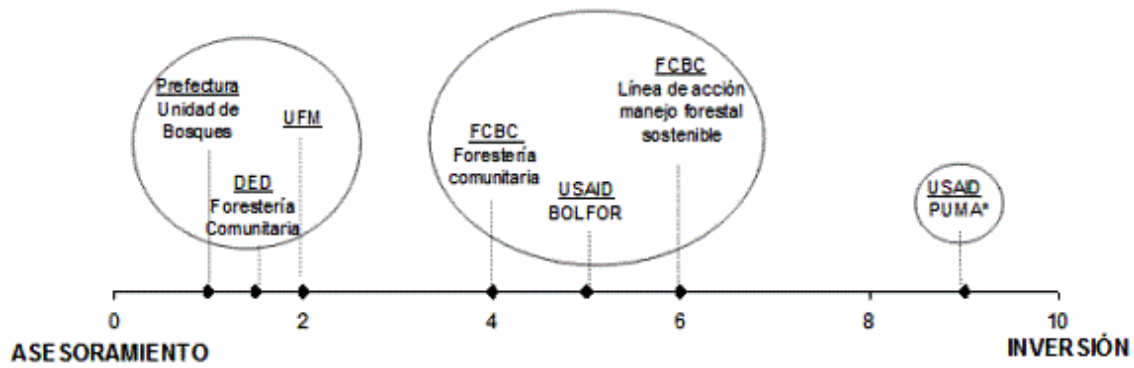 Prefectura
Unidad de
Bosques
UFM
DED
Forestería
Comunitaria
FCBC
Forestería
comunitaria
USAID
BOLFOR
FCBC
Línea de acción
manejo forestal
sostenible
USAID
PUMA*
0 2 4 6 8 10
ASESORAMIENTO
INVERSIÓN